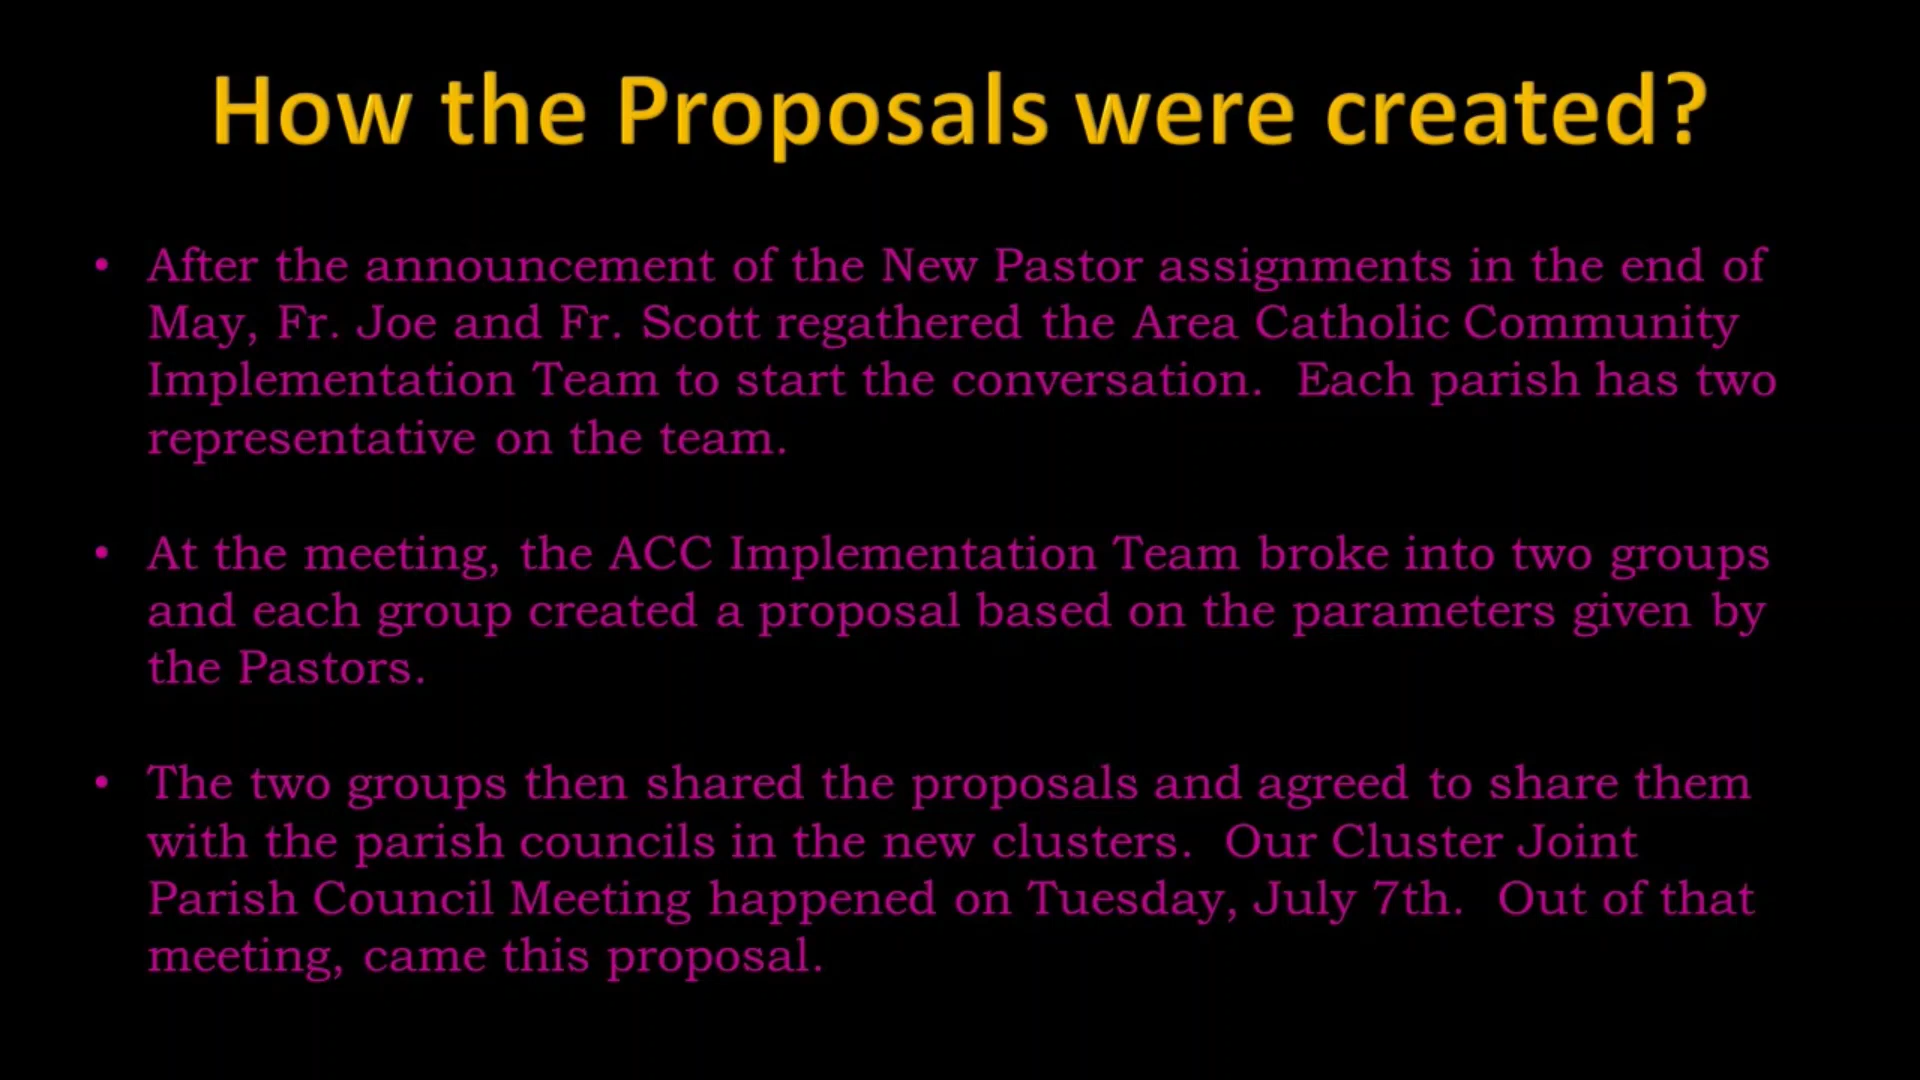 How the Proposals were created?
• After the announcement of the New Pastor assignments in the end of
May, Fr. Joe and Fr. Scott regathered the Area Catholic Community
Implementation Team to start the conversation.  Each parish has two
representative on the team.
• At the meeting, the ACC Implementation Team broke into two groups
and each group created a proposal based on the parameters given by
the Pastors.
• The two groups then shared the proposals and agreed to share them
with the parish councils in the new clusters.  Our Cluster Joint
Parish Council Meeting happened on Tuesday, July 7th.  Out of that
meeting, came this proposal.